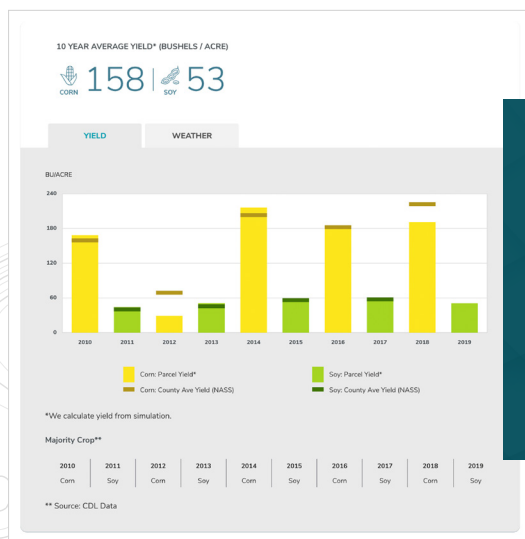 10 YEAR AVERAGE YIELD* (BUSHELS / ACRE)
CORN 158 SOY 53
YIELD WEATHER
BU/ACRE
240
180
120
60
0
2010 2011 2012 2013 2014 2015 2016 2017 2018 2019
Corn: Parcel Yield* Soy: Parcel Yield*
Corn: County Ave Yield (NASS) Soy: County Ave Yield (NASS)
*We calculate yield from simulation.
Majority Crop**
2010 2011 2012 2013 2014 2015 2016 2017 2018 2019
Corn Soy Corn Soy Corn Soy Corn Soy Corn Soy
** Source: CDL Data